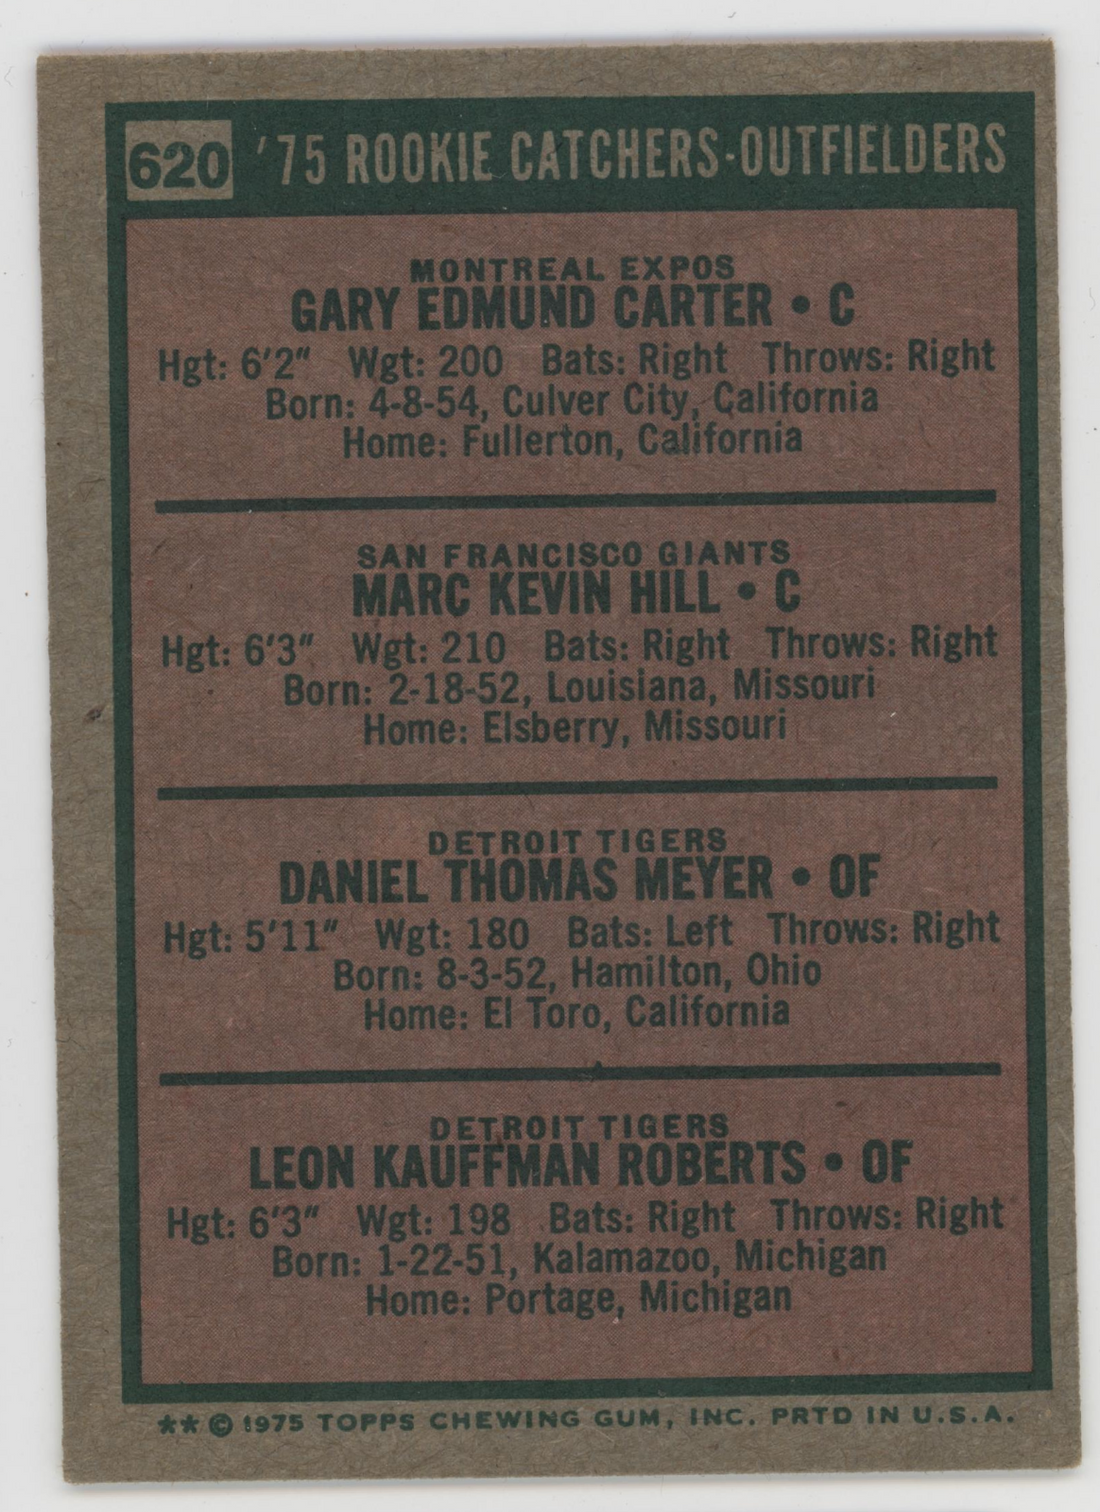 620 '75 ROOKIE CATCHERS-OUTFIELDERS
MONTREAL EXPOS
GARY EDMUND CARTER • C
Hgt: 6'2" Wgt: 200 Bats: Right Throws: Right
Born: 4-8-54, Culver City, California
Home: Fullerton, California
SAN FRANCISCO GIANTS
MARC KEVIN HILL • C
Hgt: 6'3" Wgt: 210 Bats: Right Throws: Right
Born: 2-18-52, Louisiana, Missouri
Home: Elsberry, Missouri
DETROIT TIGERS
DANIEL THOMAS MEYER • OF
Hgt: 5'11" Wgt: 180 Bats: Left Throws: Right
Born: 8-3-52, Hamilton, Ohio
Home: El Toro, California
DETROIT TIGERS
LEON KAUFFMAN ROBERTS • OF
Hgt: 6'3" Wgt: 198 Bats: Right Throws: Right
Born: 1-22-51, Kalamazoo, Michigan
Home: Portage, Michigan
**© 1975 TOPPS CHEWING GUM, INC. PRTD IN U.S.A.